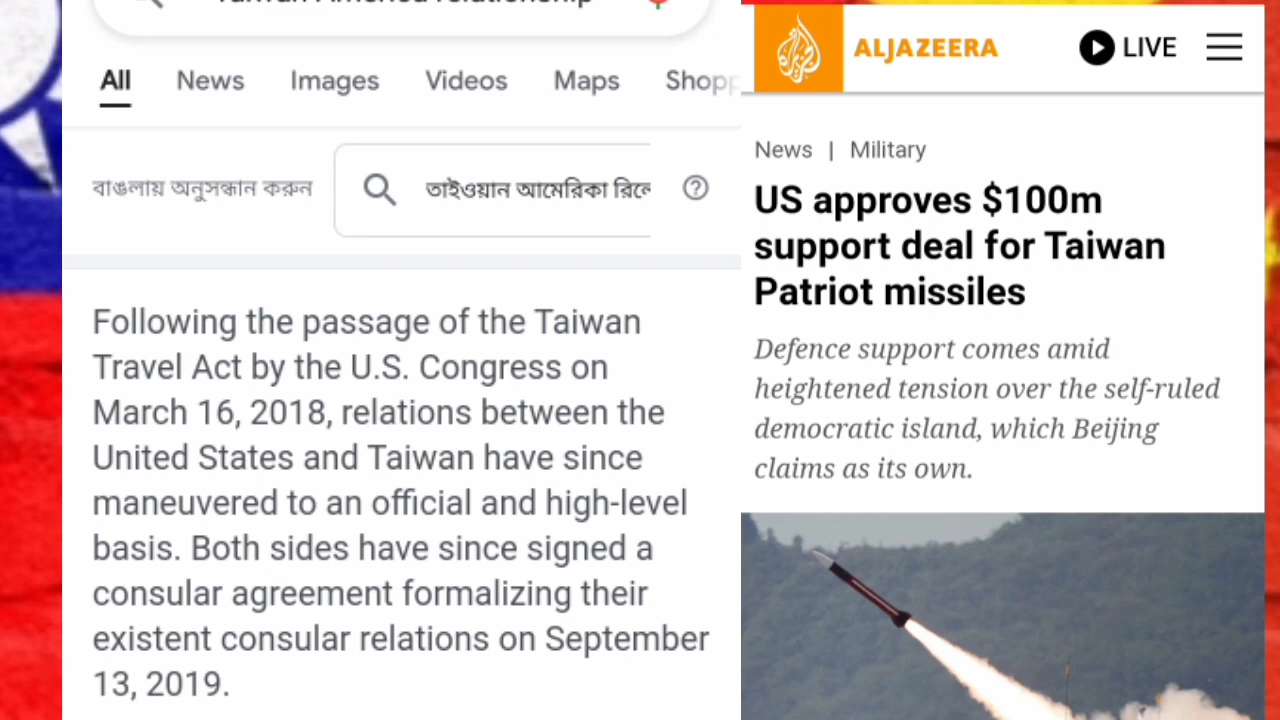 Taiwan America relationship
All News Images Videos Maps Shopp
বাঙলায় অনুসন্ধান করুন
তাইওয়ান আমেরিকা রিলে
Following the passage of the Taiwan
Travel Act by the U.S. Congress on
March 16, 2018, relations between the
United States and Taiwan have since
maneuvered to an official and high-level
basis. Both sides have since signed a
consular agreement formalizing their
existent consular relations on September
13, 2019.
ALJAZEERA
LIVE
News | Military
US approves $100m
support deal for Taiwan
Patriot missiles
Defence support comes amid
heightened tension over the self-ruled
democratic island, which Beijing
claims as its own.